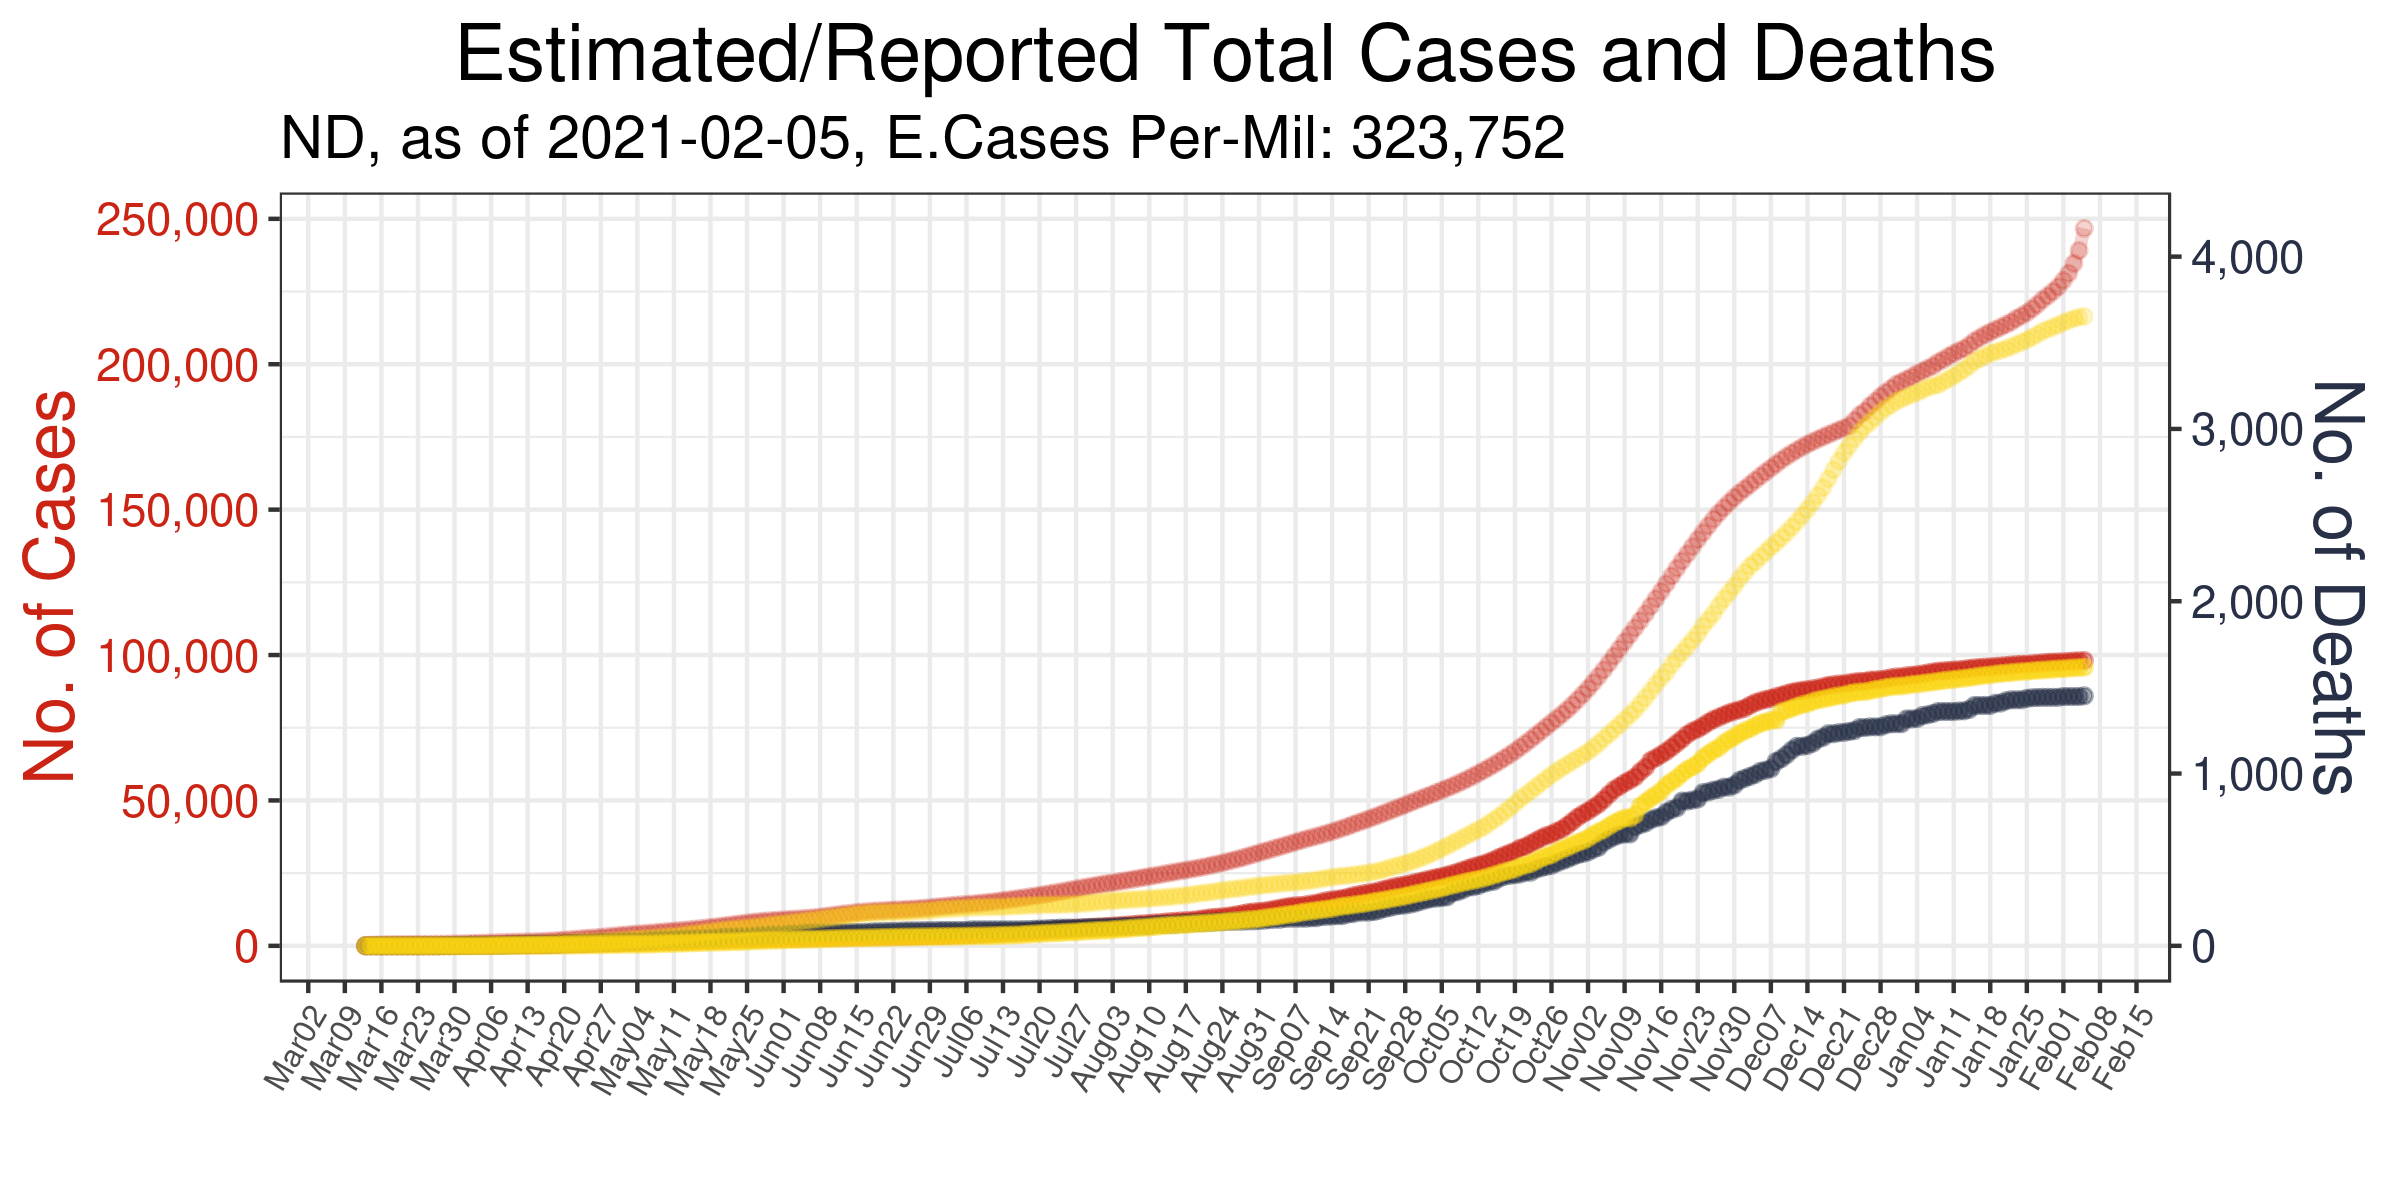 Estimated/Reported Total Cases and Deaths
ND, as of 2021-02-05, E.Cases Per-Mil: 323,752
No. of Cases
250,000
200,000
150,000
100,000
50,000
0
4,000
3,000
2,000
1,000
0
No. of Deaths
Mar02
Mar09
Mar16
Mar23
Mar30
Apr06
Apr13
Apr20
Apr27
May04
May11
May18
May25
Jun01
Jun08
Jun15
Jun22
Jun29
Jul06
Jul13
Jul20
Jul27
Aug03
Aug10
Aug17
Aug24
Aug31
Sep07
Sep14
Sep21
Sep28
Oct05
Oct12
Oct19
Oct26
Nov02
Nov09
Nov16
Nov23
Nov30
Dec07
Dec14
Dec21
Dec28
Jan04
Jan11
Jan18
Jan25
Feb01
Feb08
Feb15